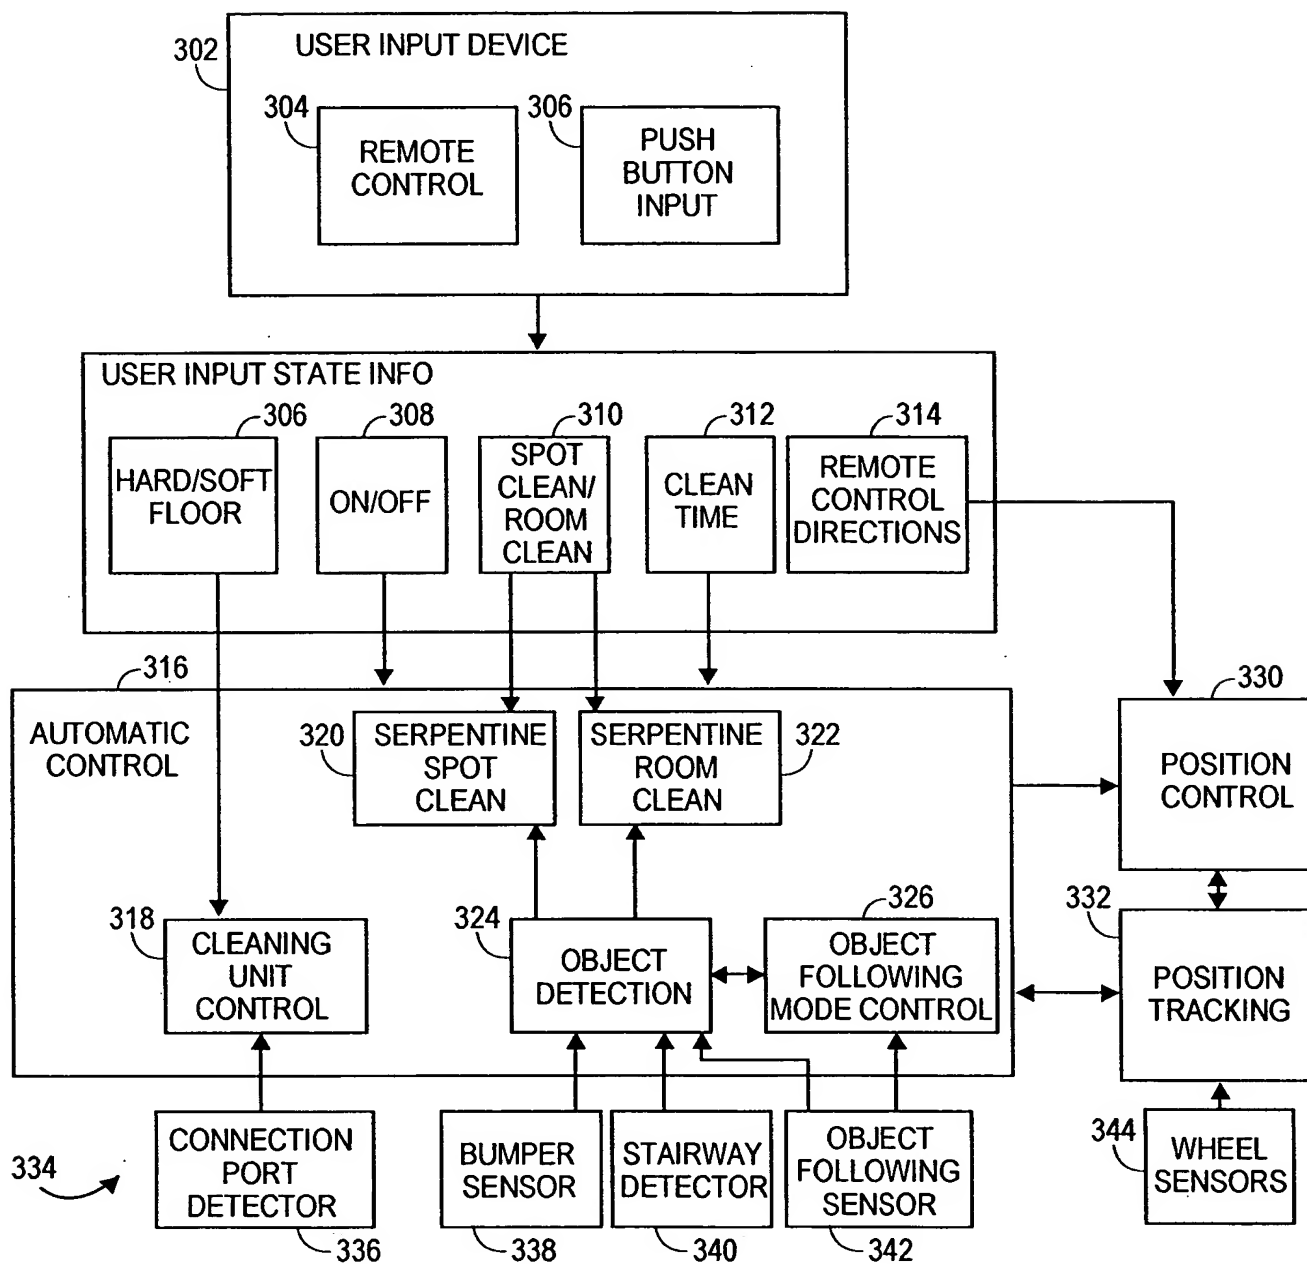 302
USER INPUT DEVICE
304
REMOTE
CONTROL
306
PUSH
BUTTON
INPUT
USER INPUT STATE INFO
306
HARD/SOFT
FLOOR
308
ON/OFF
310
SPOT
CLEAN/
ROOM
CLEAN
312
CLEAN
TIME
314
REMOTE
CONTROL
DIRECTIONS
316
AUTOMATIC
CONTROL
320
SERPENTINE
SPOT
CLEAN
SERPENTINE
ROOM
CLEAN
322
330
POSITION
CONTROL
318
CLEANING
UNIT
CONTROL
324
OBJECT
DETECTION
326
OBJECT
FOLLOWING
MODE CONTROL
332
POSITION
TRACKING
334
CONNECTION
PORT
DETECTOR
336
BUMPER
SENSOR
338
STAIRWAY
DETECTOR
340
OBJECT
FOLLOWING
SENSOR
342
344
WHEEL
SENSORS